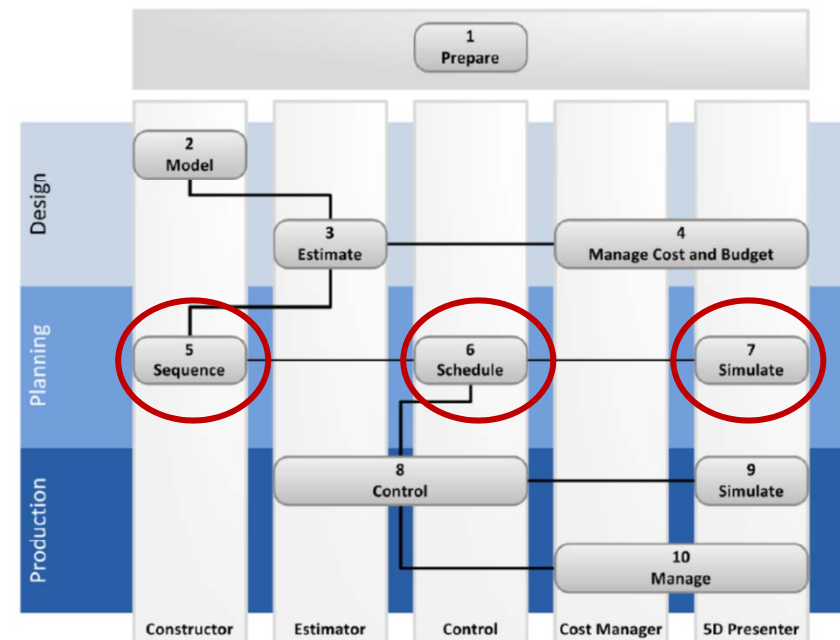 1
Prepare
Design
2
Model
3
Estimate
4
Manage Cost and Budget
Planning
5
Sequence
6
Schedule
7
Simulate
Production
8
Control
9
Simulate
10
Manage
Constructor
Estimator
Control
Cost Manager
5D Presenter